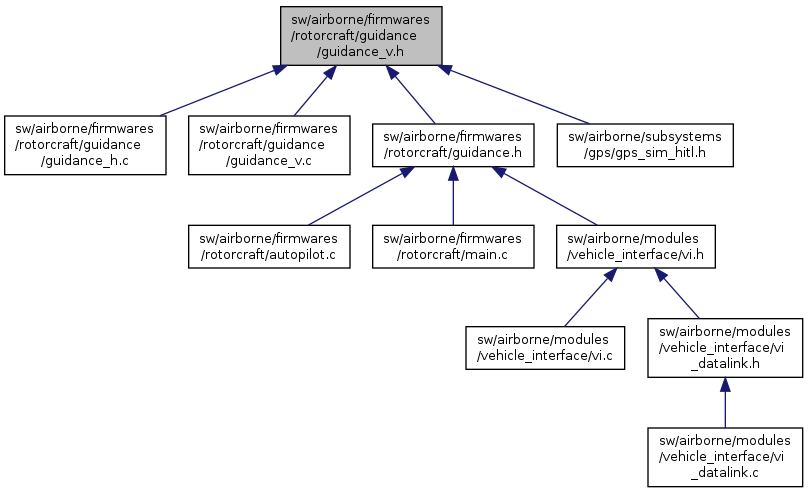 sw/airborne/firmwares
/rotorcraft/guidance
/guidance_v.h
sw/airborne/firmwares
/rotorcraft/guidance
/guidance_h.c
sw/airborne/firmwares
/rotorcraft/guidance
/guidance_v.c
sw/airborne/firmwares
/rotorcraft/guidance.h
sw/airborne/subsystems
/gps/gps_sim_hitl.h
sw/airborne/firmwares
/rotorcraft/autopilot.c
sw/airborne/firmwares
/rotorcraft/main.c
sw/airborne/modules
/vehicle_interface/vi.h
sw/airborne/modules
/vehicle_interface/vi.c
sw/airborne/modules
/vehicle_interface/vi
_datalink.h
sw/airborne/modules
/vehicle_interface/vi
_datalink.c